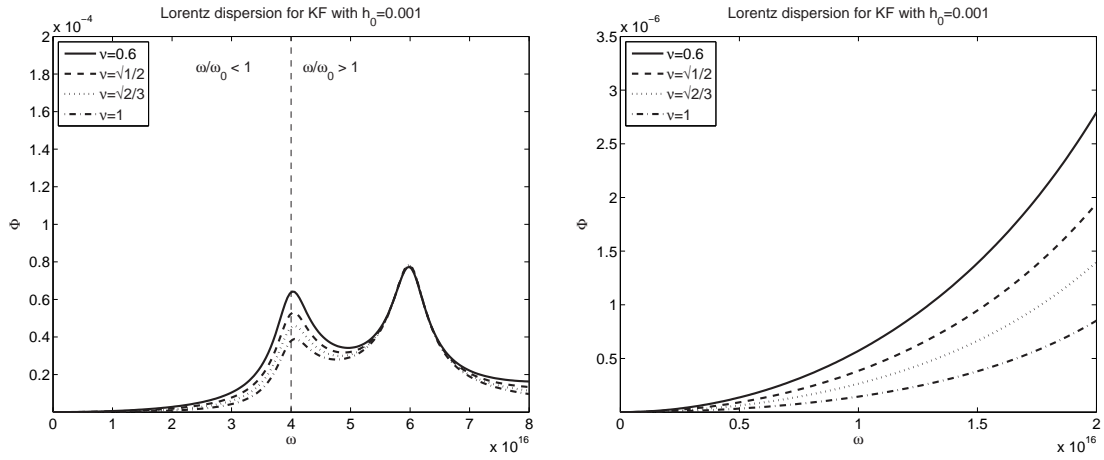 Lorentz dispersion for KF with h₀=0.001
x 10⁻⁴
2
1.8
1.6
1.4
1.2
1
0.8
0.6
0.4
0.2
Φ
ν=0.6
ν=√1/2
ν=√2/3
ν=1
ω/ω₀ < 1
ω/ω₀ > 1
0 1 2 3 4 5 6 7 8
ω
x 10¹⁶
Lorentz dispersion for KF with h₀=0.001
x 10⁻⁶
3.5
3
2.5
2
1.5
1
0.5
Φ
ν=0.6
ν=√1/2
ν=√2/3
ν=1
0 0.5 1 1.5 2
ω
x 10¹⁶